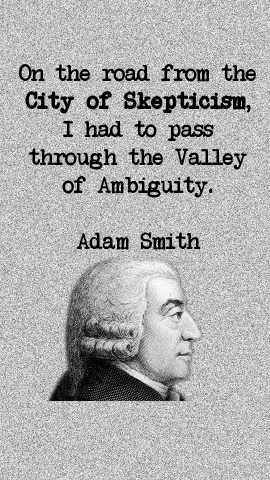 On the road from the
City of Skepticism,
I had to pass
through the Valley
of Ambiguity.
Adam Smith